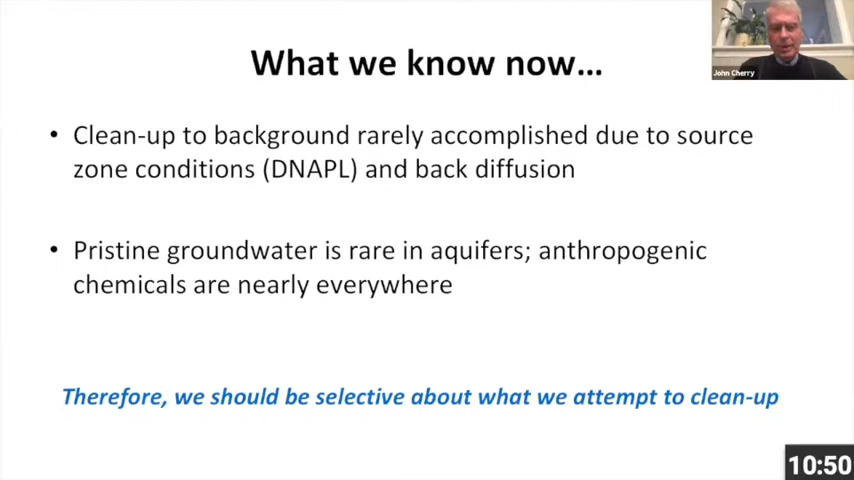 What we know now...
John Cherry
• Clean-up to background rarely accomplished due to source
zone conditions (DNAPL) and back diffusion
• Pristine groundwater is rare in aquifers; anthropogenic
chemicals are nearly everywhere
Therefore, we should be selective about what we attempt to clean-up
10:50